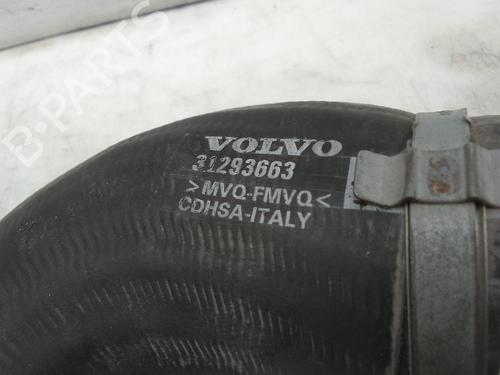 B-PARTS
VOLVO
31293663
>MVQ-FMVQ<
CDHSA-ITALY